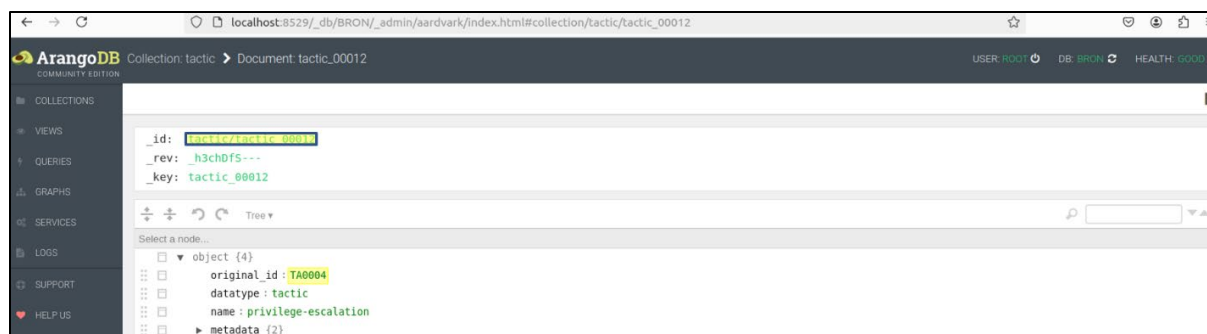 localhost:8529/_db/BRON/_admin/aardvark/index.html#collection/tactic/tactic_00012
ArangoDB Collection: tactic > Document: tactic_00012 USER: ROOT DB: BRON HEALTH: GOOD
COMMUNITY EDITION
COLLECTIONS
VIEWS
_id: tactic/tactic_00012
_rev: _h3chDfS---
QUERIES
_key: tactic_00012
GRAPHS
SERVICES
Tree
Select a node...
LOGS
object {4}
original_id : TA0004
SUPPORT
datatype : tactic
name : privilege-escalation
HELP US
metadata {2}